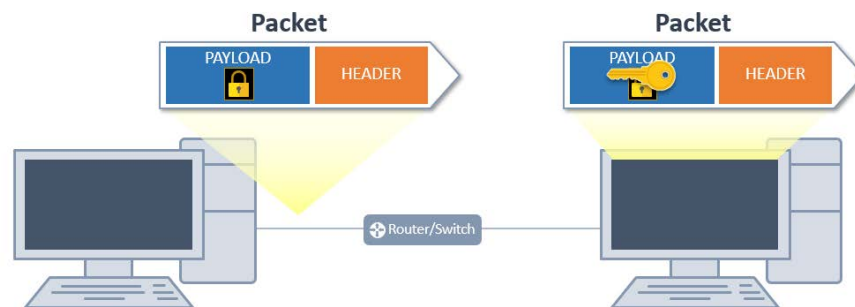 Packet
PAYLOAD
HEADER
Packet
PAYLOAD
HEADER
Router/Switch